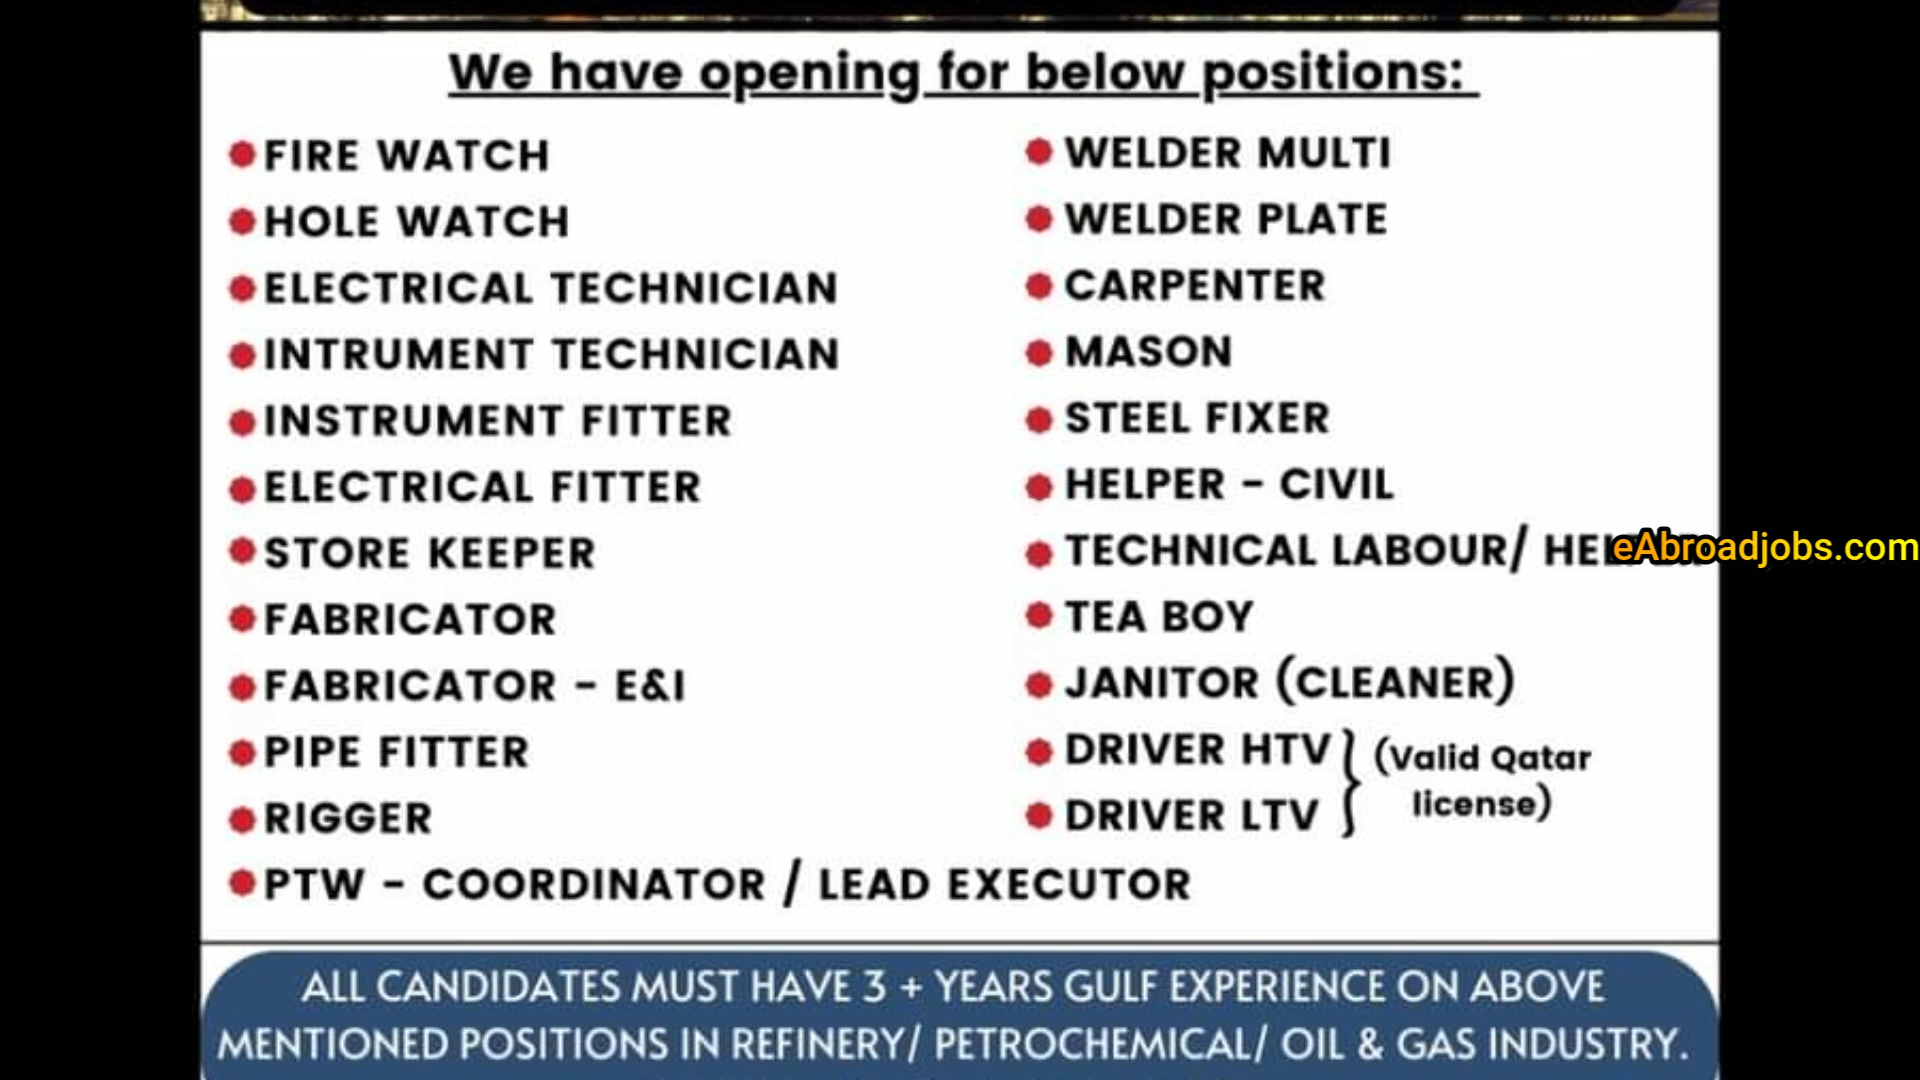 We have opening for below positions:
FIRE WATCH
HOLE WATCH
ELECTRICAL TECHNICIAN
INTRUMENT TECHNICIAN
INSTRUMENT FITTER
ELECTRICAL FITTER
STORE KEEPER
FABRICATOR
FABRICATOR - E&I
PIPE FITTER
RIGGER
PTW - COORDINATOR / LEAD EXECUTOR
WELDER MULTI
WELDER PLATE
CARPENTER
MASON
STEEL FIXER
HELPER - CIVIL
TECHNICAL LABOUR/
eAbroadjobs.com
TEA BOY
JANITOR (CLEANER)
DRIVER HTV
DRIVER LTV
(Valid Qatar
license)
ALL CANDIDATES MUST HAVE 3 + YEARS GULF EXPERIENCE ON ABOVE
MENTIONED POSITIONS IN REFINERY/ PETROCHEMICAL/ OIL & GAS INDUSTRY.